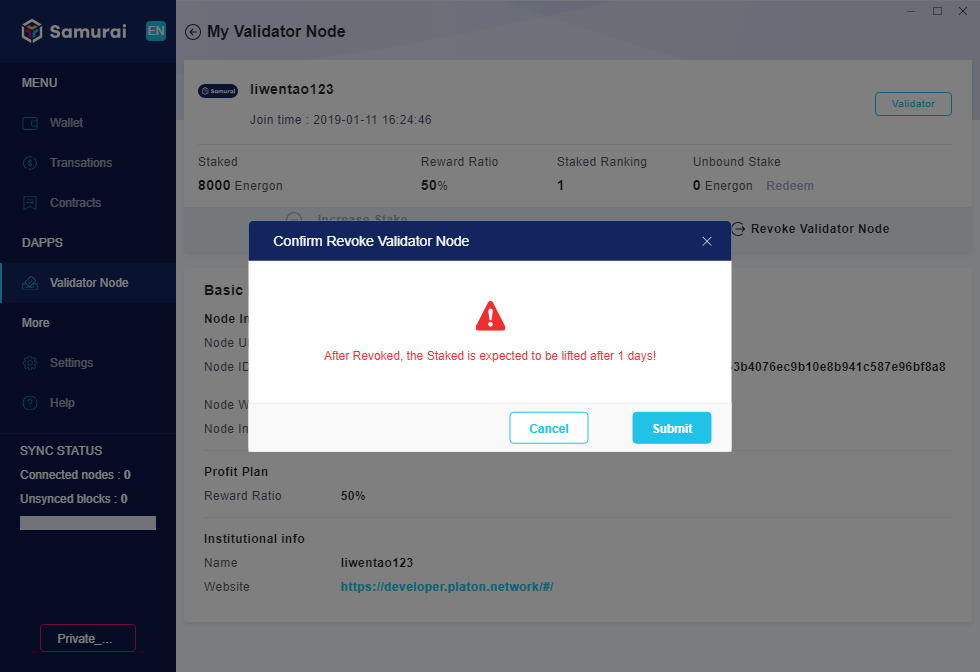 Samurai EN
My Validator Node
MENU
Wallet
Transations
Contracts
DAPPS
Validator Node
More
Settings
Help
SYNC STATUS
Connected nodes : 0
Unsynced blocks : 0
Private_...
Samurai
liwentao123
Validator
Join time : 2019-01-11 16:24:46
Staked Reward Ratio Staked Ranking Unbound Stake
8000 Energon 50% 1 0 Energon Redeem
Increase Stake
Revoke Validator Node
Confirm Revoke Validator Node
After Revoked, the Staked is expected to be lifted after 1 days!
Cancel Submit
Basic
Node
Node
Node 3b4076ec9b10e8b941c587e96bf8a8
Node
Node
Profit Plan
Reward Ratio 50%
Institutional info
Name liwentao123
Website https://developer.platon.network/#/